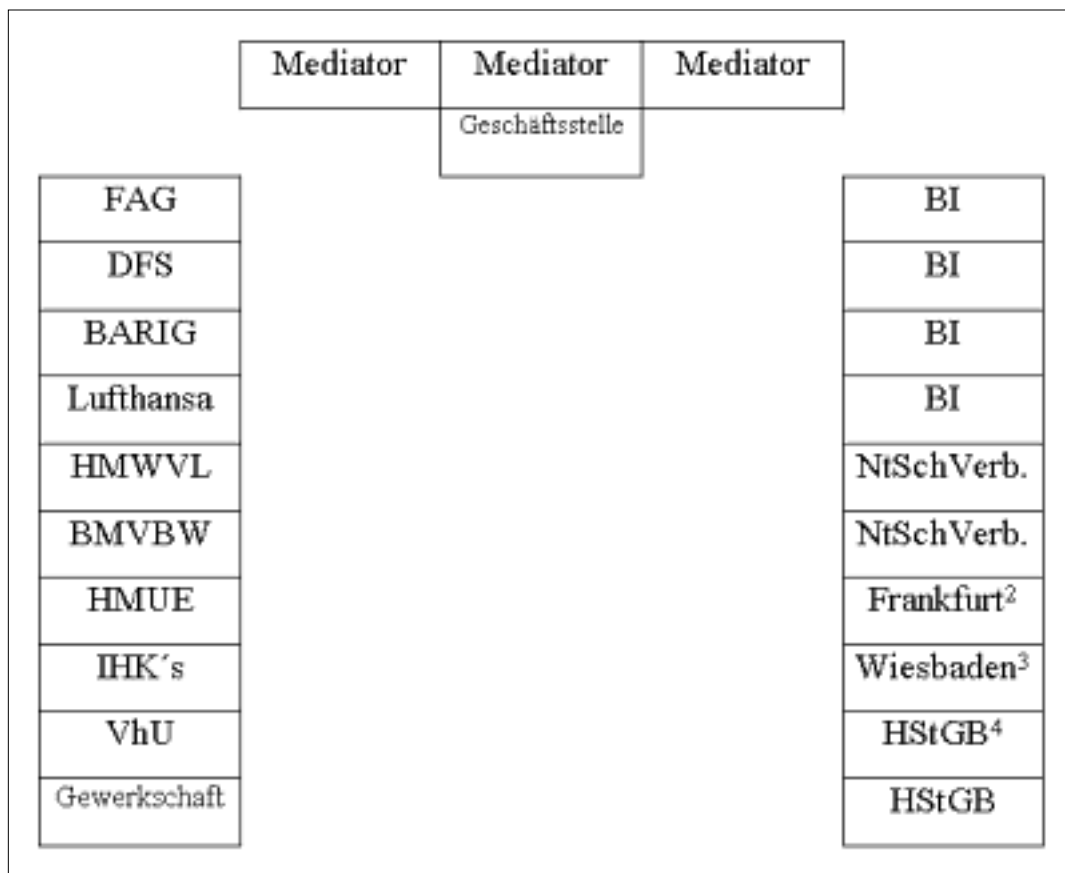 Mediator Mediator Mediator
Geschäftsstelle
FAG
DFS
BARIG
Lufthansa
HMWVL
BMVBW
HMUE
IHK´s
VhU
Gewerkschaft
BI
BI
BI
BI
NtSchVerb.
NtSchVerb.
Frankfurt²
Wiesbaden³
HStGB⁴
HStGB